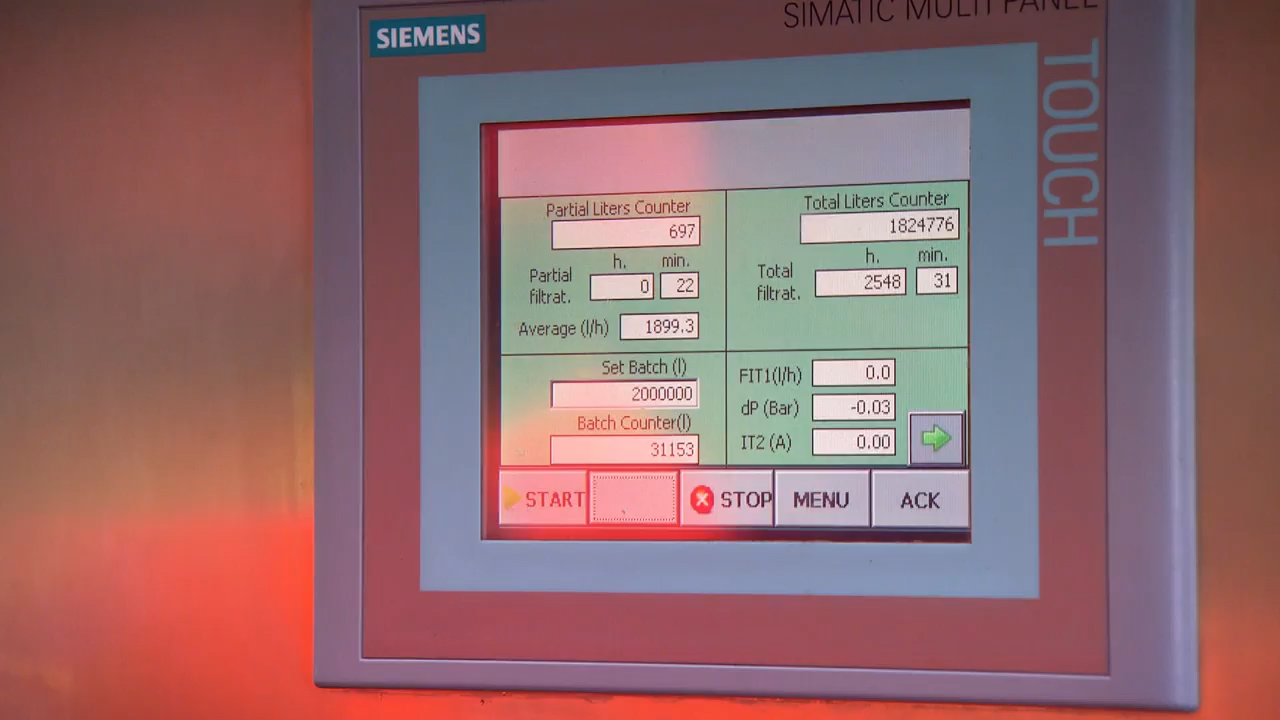 SIEMENS
SIMATIC MULTI PANEL
TOUCH
Partial Liters Counter
697
h. min.
Partial filtrat.
0 22
Average (l/h) 1899.3
Total Liters Counter
1824776
h. min.
Total filtrat.
2548 31
Set Batch (l)
2000000
Batch Counter(l)
31153
FIT1(l/h) 0.0
dP (Bar) -0.03
IT2 (A) 0.00
START STOP MENU ACK